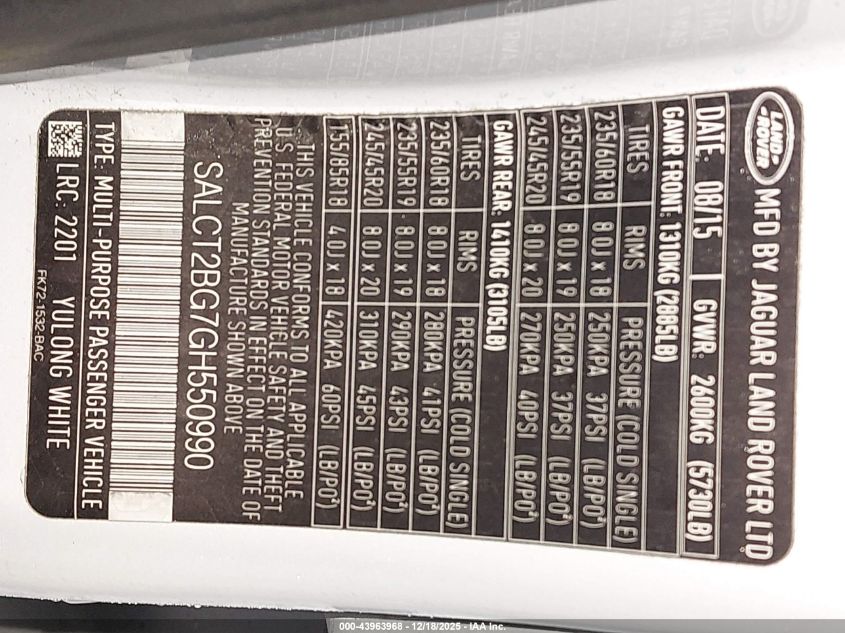 LAND ROVER
MFD BY JAGUAR LAND ROVER LTD
DATE: 08/15 GVWR: 2600KG (5730LB)
GAWR FRONT: 1310KG (2885LB)
TIRES RIMS PRESSURE (COLD SINGLE)
235/60R18 8.0J x 18 250KPA 37PSI (LB/PO²)
235/55R19 8.0J x 19 250KPA 37PSI (LB/PO²)
245/45R20 8.0J x 20 270KPA 40PSI (LB/PO²)
GAWR REAR: 1410KG (3105LB)
TIRES RIMS PRESSURE (COLD SINGLE)
235/60R18 8.0J x 18 280KPA 41PSI (LB/PO²)
235/55R19 8.0J x 19 290KPA 43PSI (LB/PO²)
245/45R20 8.0J x 20 310KPA 45PSI (LB/PO²)
155/85R18 4.0J x 18 420KPA 60PSI (LB/PO²)
THIS VEHICLE CONFORMS TO ALL APPLICABLE
U.S. FEDERAL MOTOR VEHICLE SAFETY AND THEFT
PREVENTION STANDARDS IN EFFECT ON THE DATE OF
MANUFACTURE SHOWN ABOVE
SALCT2BG7GH550990
TYPE: MULTI-PURPOSE PASSENGER VEHICLE
LRC: 2201 YULONG WHITE
FK72-1532-BAC
000-43963968 - 12/18/2025 - IAA Inc.